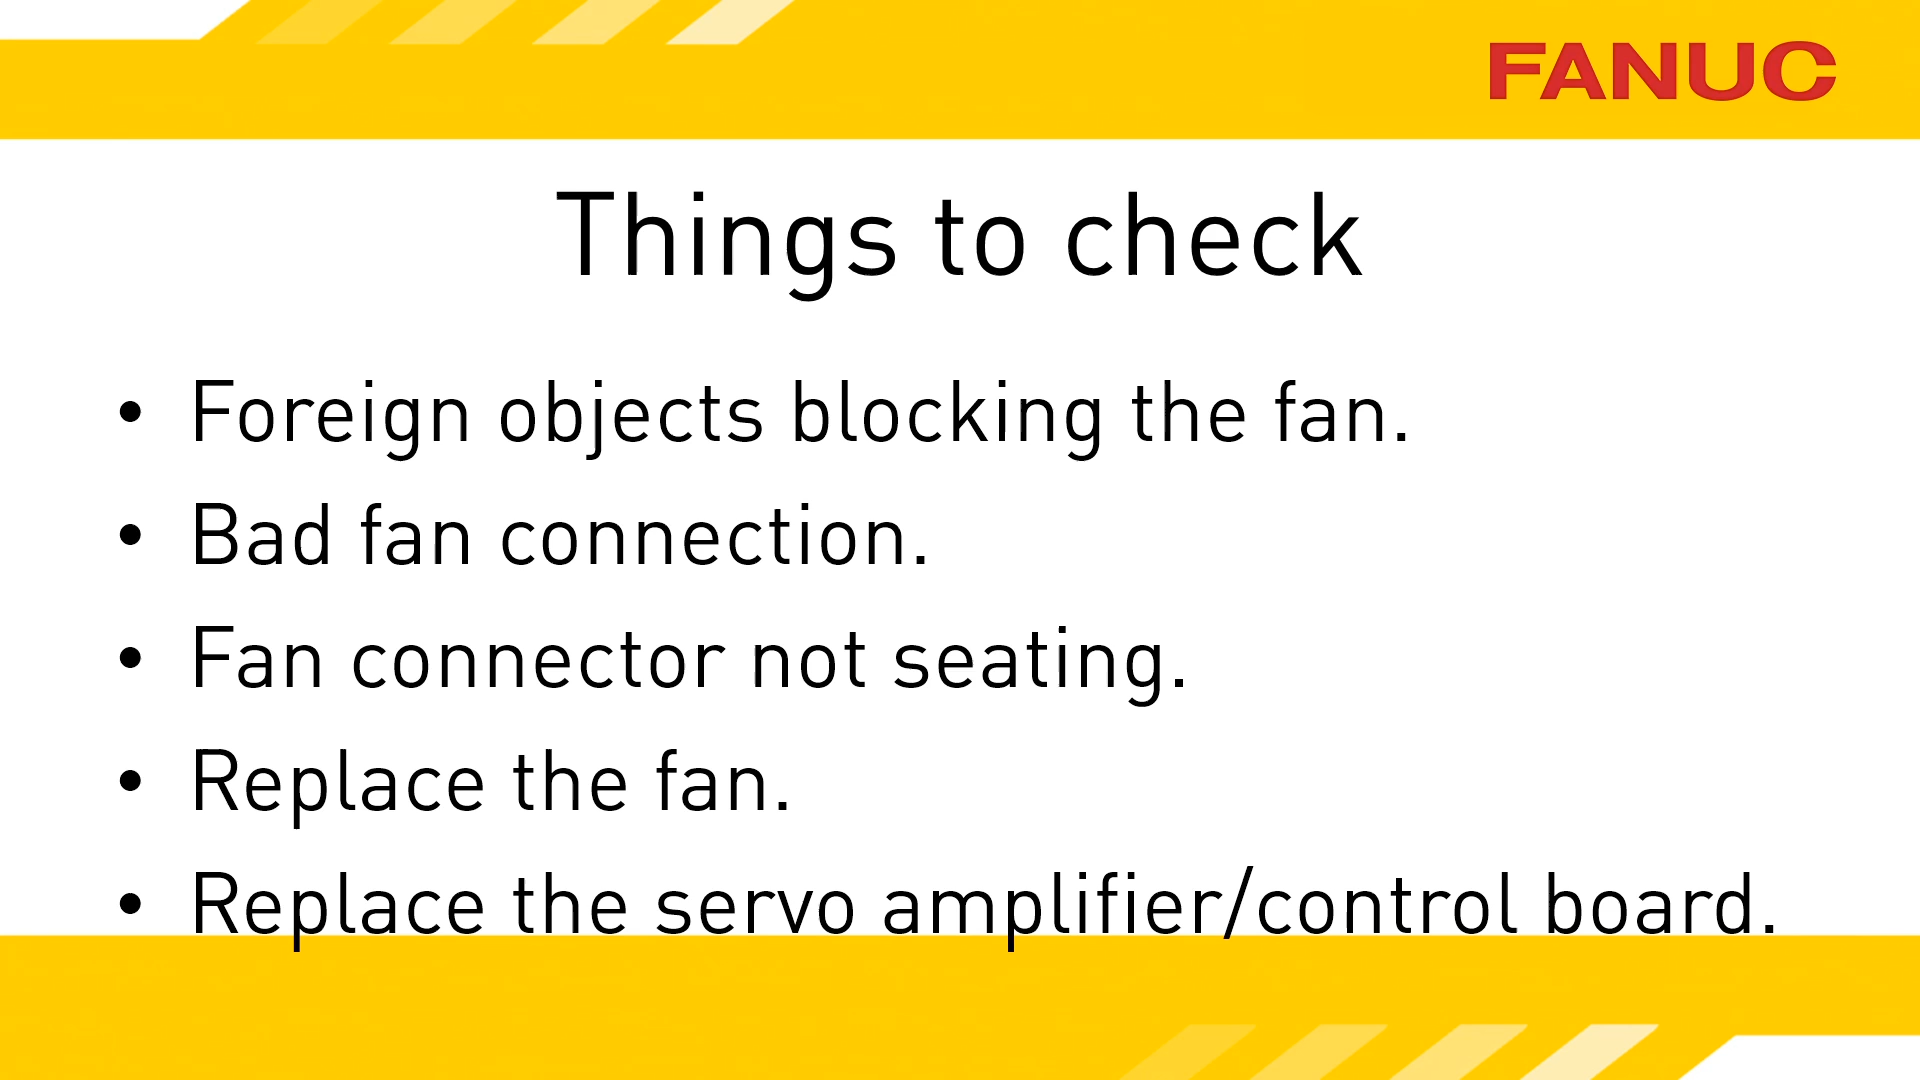 FANUC
Things to check
• Foreign objects blocking the fan.
• Bad fan connection.
• Fan connector not seating.
• Replace the fan.
• Replace the servo amplifier/control board.